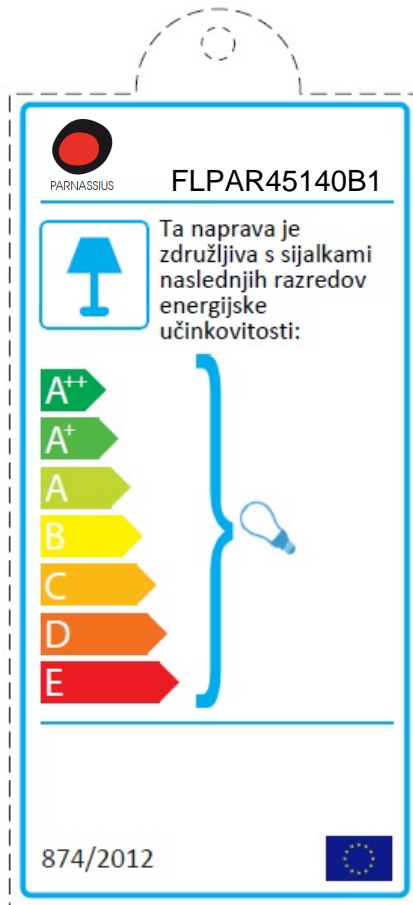 PARNASSIUS
FLPAR45140B1
Ta naprava je
združljiva s sijalkami
naslednjih razredov
energijske
učinkovitosti:
A++
A+
A
B
C
D
E
874/2012